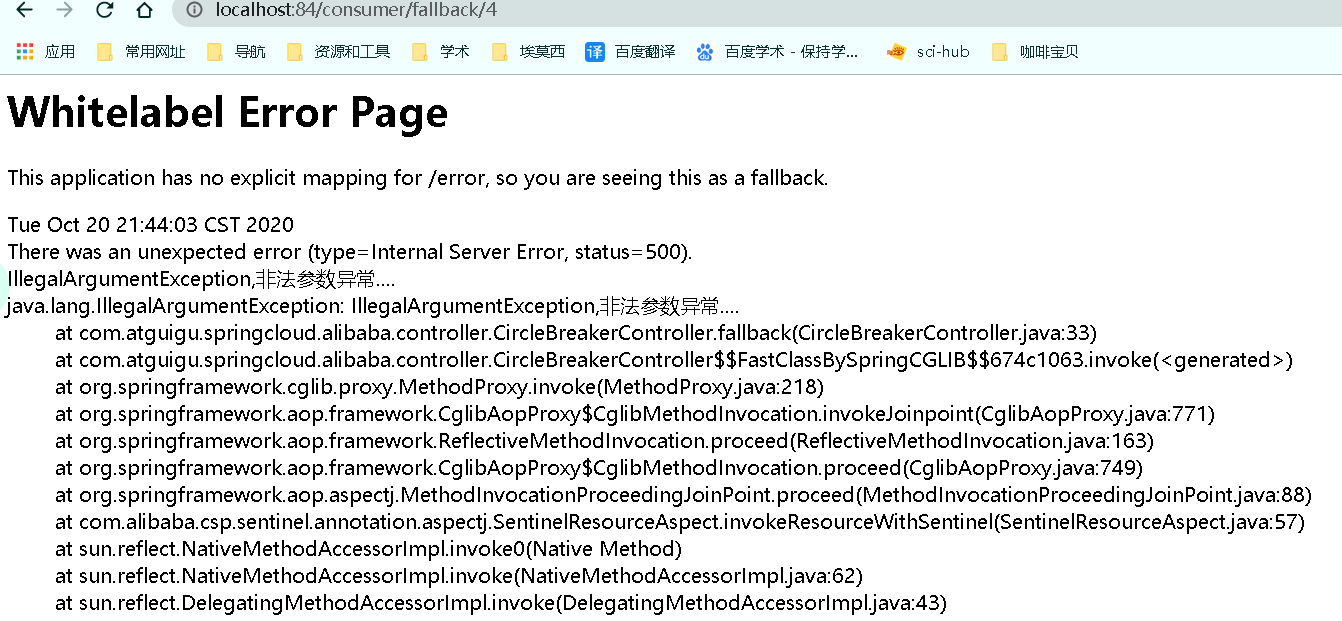 localhost:84/consumer/fallback/4
应用 常用网址 导航 资源和工具 学术 埃莫西 译 百度翻译 百度学术 - 保持学... sci-hub 咖啡宝贝
Whitelabel Error Page
This application has no explicit mapping for /error, so you are seeing this as a fallback.
Tue Oct 20 21:44:03 CST 2020
There was an unexpected error (type=Internal Server Error, status=500).
IllegalArgumentException,非法参数异常....
java.lang.IllegalArgumentException: IllegalArgumentException,非法参数异常....
at com.atguigu.springcloud.alibaba.controller.CircleBreakerController.fallback(CircleBreakerController.java:33)
at com.atguigu.springcloud.alibaba.controller.CircleBreakerController$$FastClassBySpringCGLIB$$674c1063.invoke(<generated>)
at org.springframework.cglib.proxy.MethodProxy.invoke(MethodProxy.java:218)
at org.springframework.aop.framework.CglibAopProxy$CglibMethodInvocation.invokeJoinpoint(CglibAopProxy.java:771)
at org.springframework.aop.framework.ReflectiveMethodInvocation.proceed(ReflectiveMethodInvocation.java:163)
at org.springframework.aop.framework.CglibAopProxy$CglibMethodInvocation.proceed(CglibAopProxy.java:749)
at org.springframework.aop.aspectj.MethodInvocationProceedingJoinPoint.proceed(MethodInvocationProceedingJoinPoint.java:88)
at com.alibaba.csp.sentinel.annotation.aspectj.SentinelResourceAspect.invokeResourceWithSentinel(SentinelResourceAspect.java:57)
at sun.reflect.NativeMethodAccessorImpl.invoke0(Native Method)
at sun.reflect.NativeMethodAccessorImpl.invoke(NativeMethodAccessorImpl.java:62)
at sun.reflect.DelegatingMethodAccessorImpl.invoke(DelegatingMethodAccessorImpl.java:43)